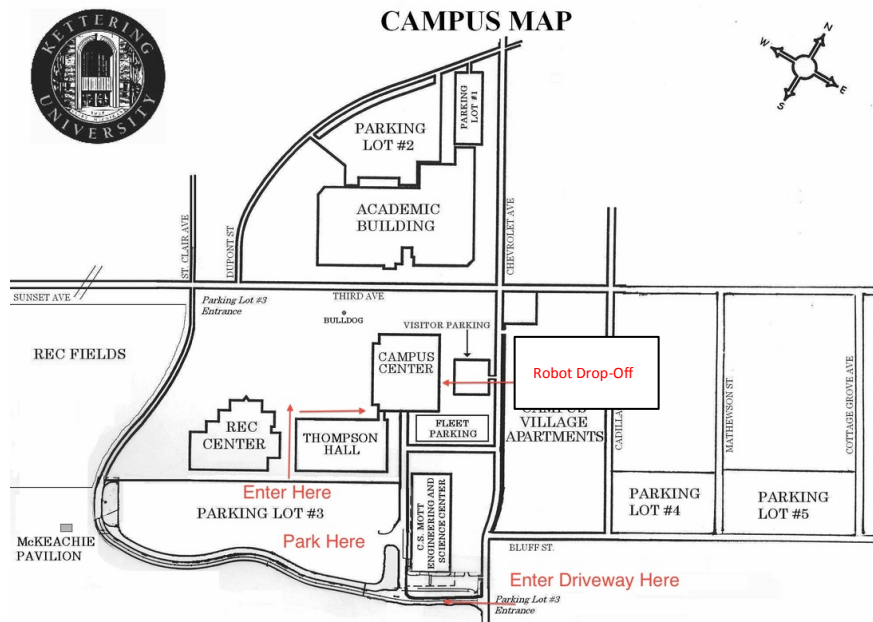 CAMPUS MAP
KETTERING
UNIVERSITY
N
W
E
S
PARKING
LOT #1
PARKING
LOT #2
ACADEMIC
BUILDING
ST. CLAIR AVE
DUPONT ST
CHEVROLET AVE
SUNSET AVE
Parking Lot #3
Entrance
THIRD AVE
BULLDOG
VISITOR PARKING
REC FIELDS
CAMPUS
CENTER
Robot Drop-Off
CAMPUS
VILLAGE
APARTMENTS
CADILLA
MATHEWSON ST.
COTTAGE GROVE AVE
REC
CENTER
THOMPSON
HALL
FLEET
PARKING
Enter Here
PARKING LOT #3
Park Here
C.S. MOTT
ENGINEERING AND
SCIENCE CENTER
PARKING
LOT #4
PARKING
LOT #5
McKEACHIE
PAVILION
BLUFF ST.
Enter Driveway Here
Parking Lot #3
Entrance